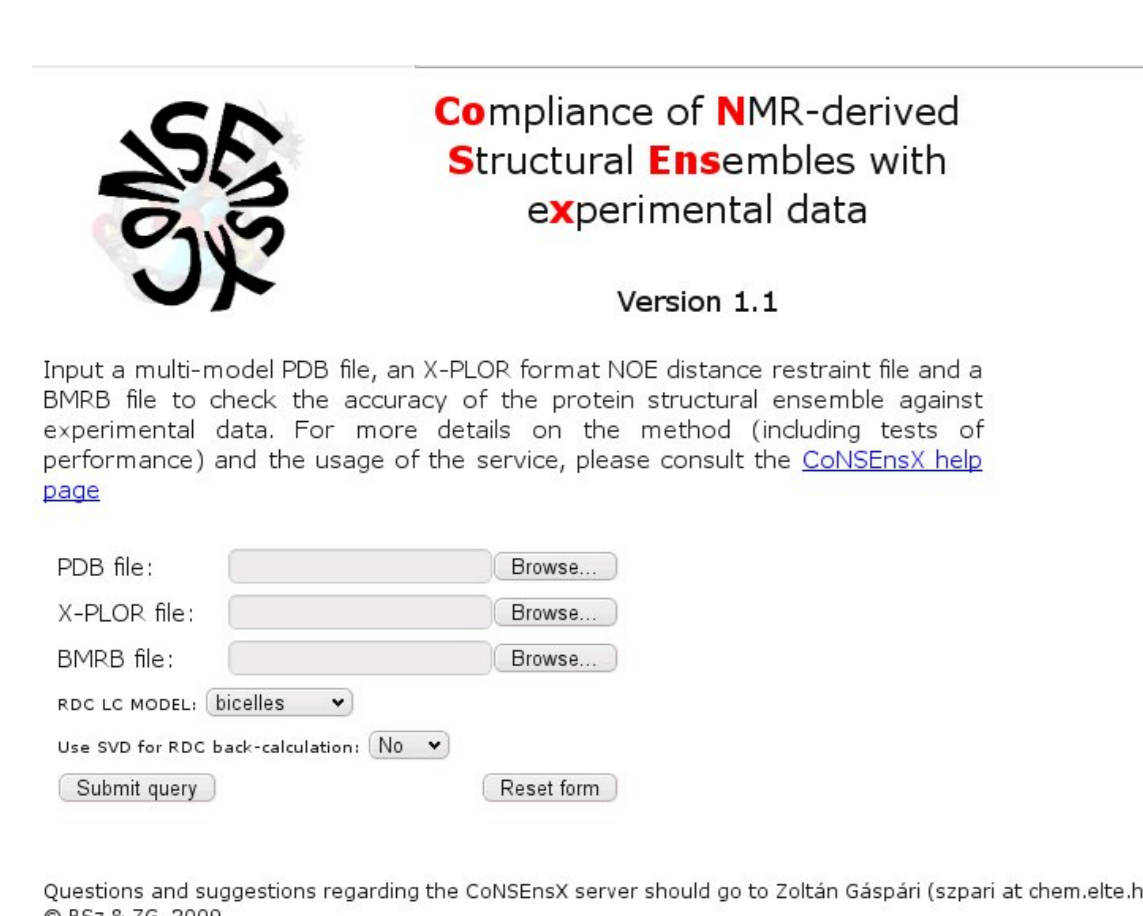 CoNSEnsX
Compliance of NMR-derived
Structural Ensembles with
experimental data
Version 1.1
Input a multi-model PDB file, an X-PLOR format NOE distance restraint file and a
BMRB file to check the accuracy of the protein structural ensemble against
experimental data. For more details on the method (including tests of
performance) and the usage of the service, please consult the CoNSEnsX help
page
PDB file: Browse...
X-PLOR file: Browse...
BMRB file: Browse...
RDC LC MODEL: bicelles
Use SVD for RDC back-calculation: No
Submit query Reset form
Questions and suggestions regarding the CoNSEnsX server should go to Zoltán Gáspári (szpari at chem.elte.h
© BSz & ZG, 2009